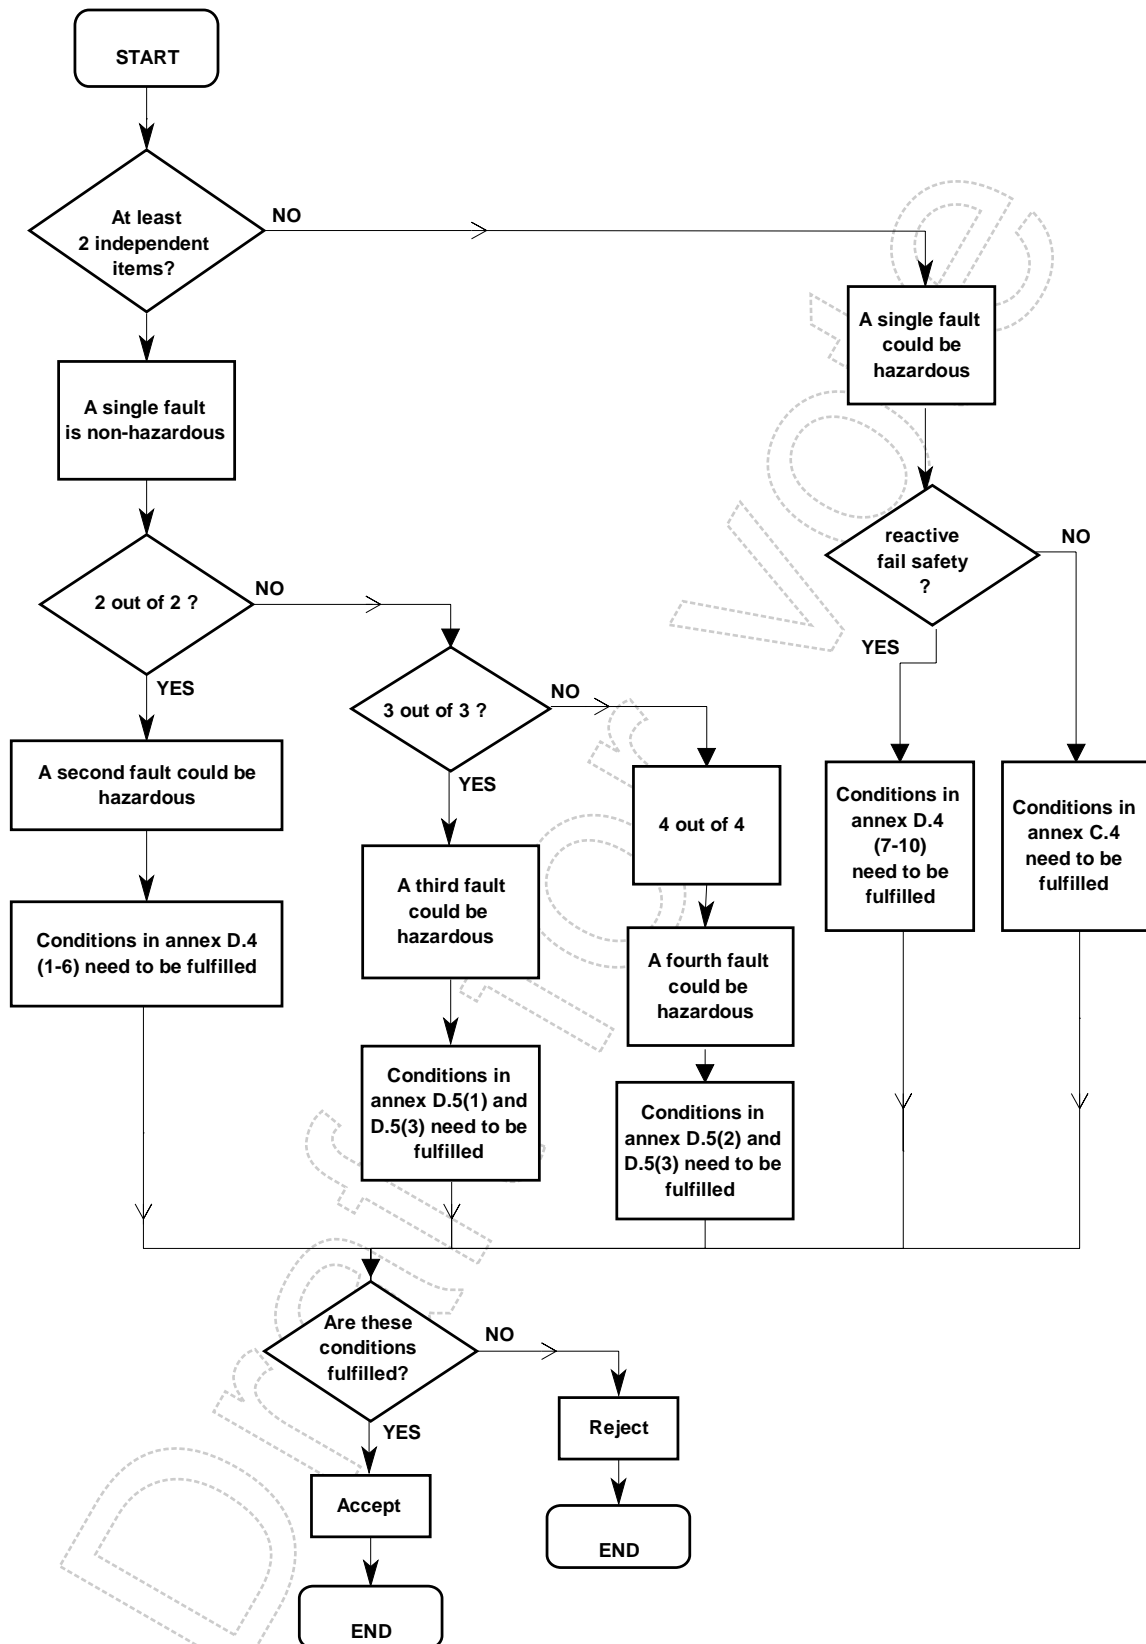 START
At least
2 independent
items?
NO
A single fault
could be
hazardous
A single fault
is non-hazardous
reactive
fail safety
?
NO
YES
2 out of 2 ?
NO
YES
3 out of 3 ?
NO
YES
A second fault could be
hazardous
4 out of 4
Conditions in
annex D.4
(7-10)
need to be
fulfilled
Conditions in
annex C.4
need to be
fulfilled
A third fault
could be
hazardous
Conditions in annex D.4
(1-6) need to be fulfilled
A fourth fault
could be
hazardous
Conditions in
annex D.5(1) and
D.5(3) need to be
fulfilled
Conditions in
annex D.5(2) and
D.5(3) need to be
fulfilled
Are these
conditions
fulfilled?
NO
YES
Reject
Accept
END
END
Draft for Vote